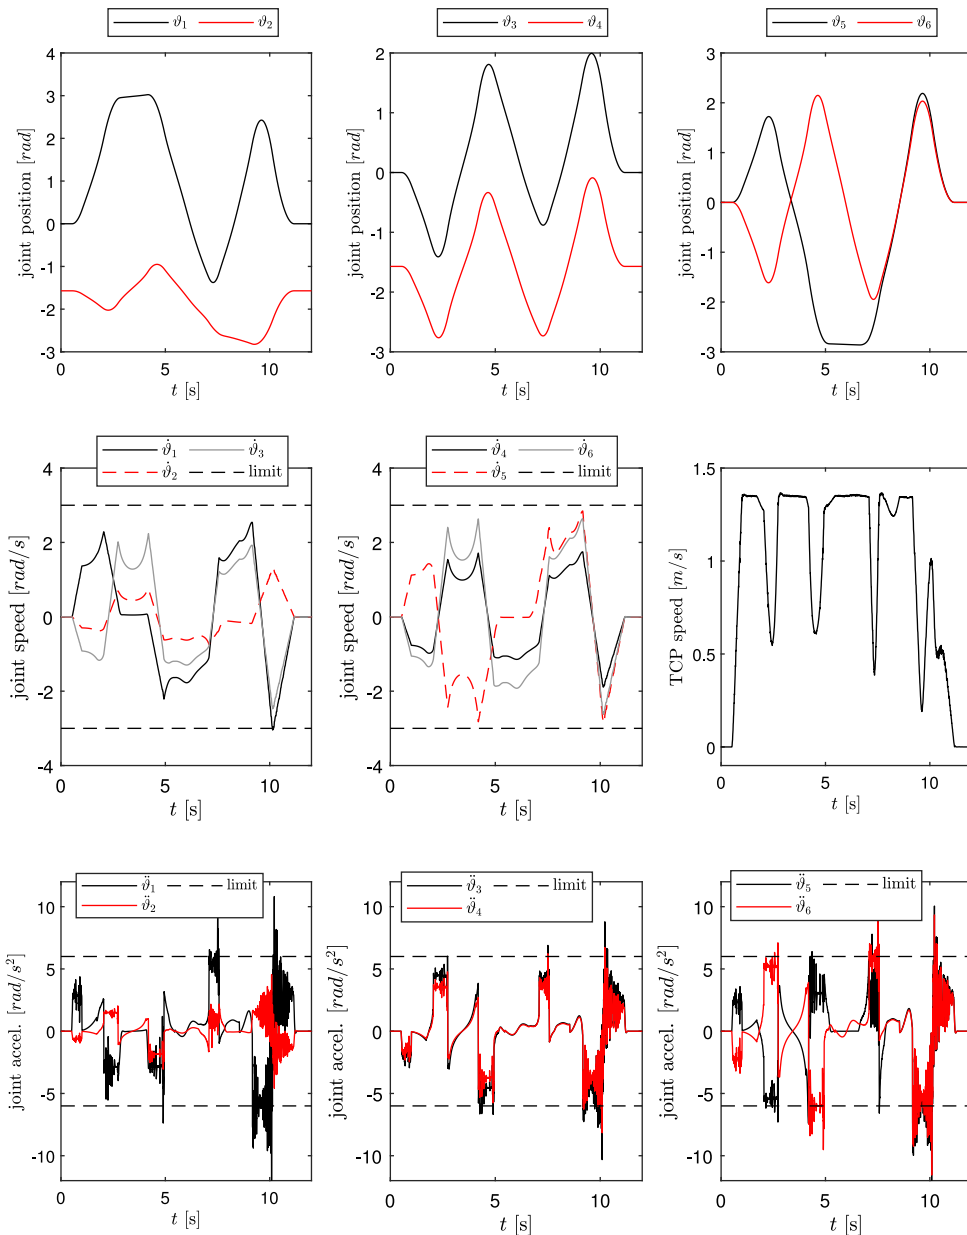 ϑ1 ϑ2
joint position [rad]
4
3
2
1
0
-1
-2
-3
0 5 10
t [s]
ϑ3 ϑ4
joint position [rad]
2
1
0
-1
-2
-3
0 5 10
t [s]
ϑ5 ϑ6
joint position [rad]
3
2
1
0
-1
-2
-3
0 5 10
t [s]
ϑ̇1 ϑ̇3
ϑ̇2 limit
joint speed [rad/s]
4
2
0
-2
-4
0 5 10
t [s]
ϑ̇4 ϑ̇6
ϑ̇5 limit
joint speed [rad/s]
4
2
0
-2
-4
0 5 10
t [s]
TCP speed [m/s]
1.5
1
0.5
0
0 5 10
t [s]
ϑ̈1 limit
ϑ̈2
joint accel. [rad/s²]
10
5
0
-5
-10
0 5 10
t [s]
ϑ̈3 limit
ϑ̈4
joint accel. [rad/s²]
10
5
0
-5
-10
0 5 10
t [s]
ϑ̈5 limit
ϑ̈6
joint accel. [rad/s²]
10
5
0
-5
-10
0 5 10
t [s]